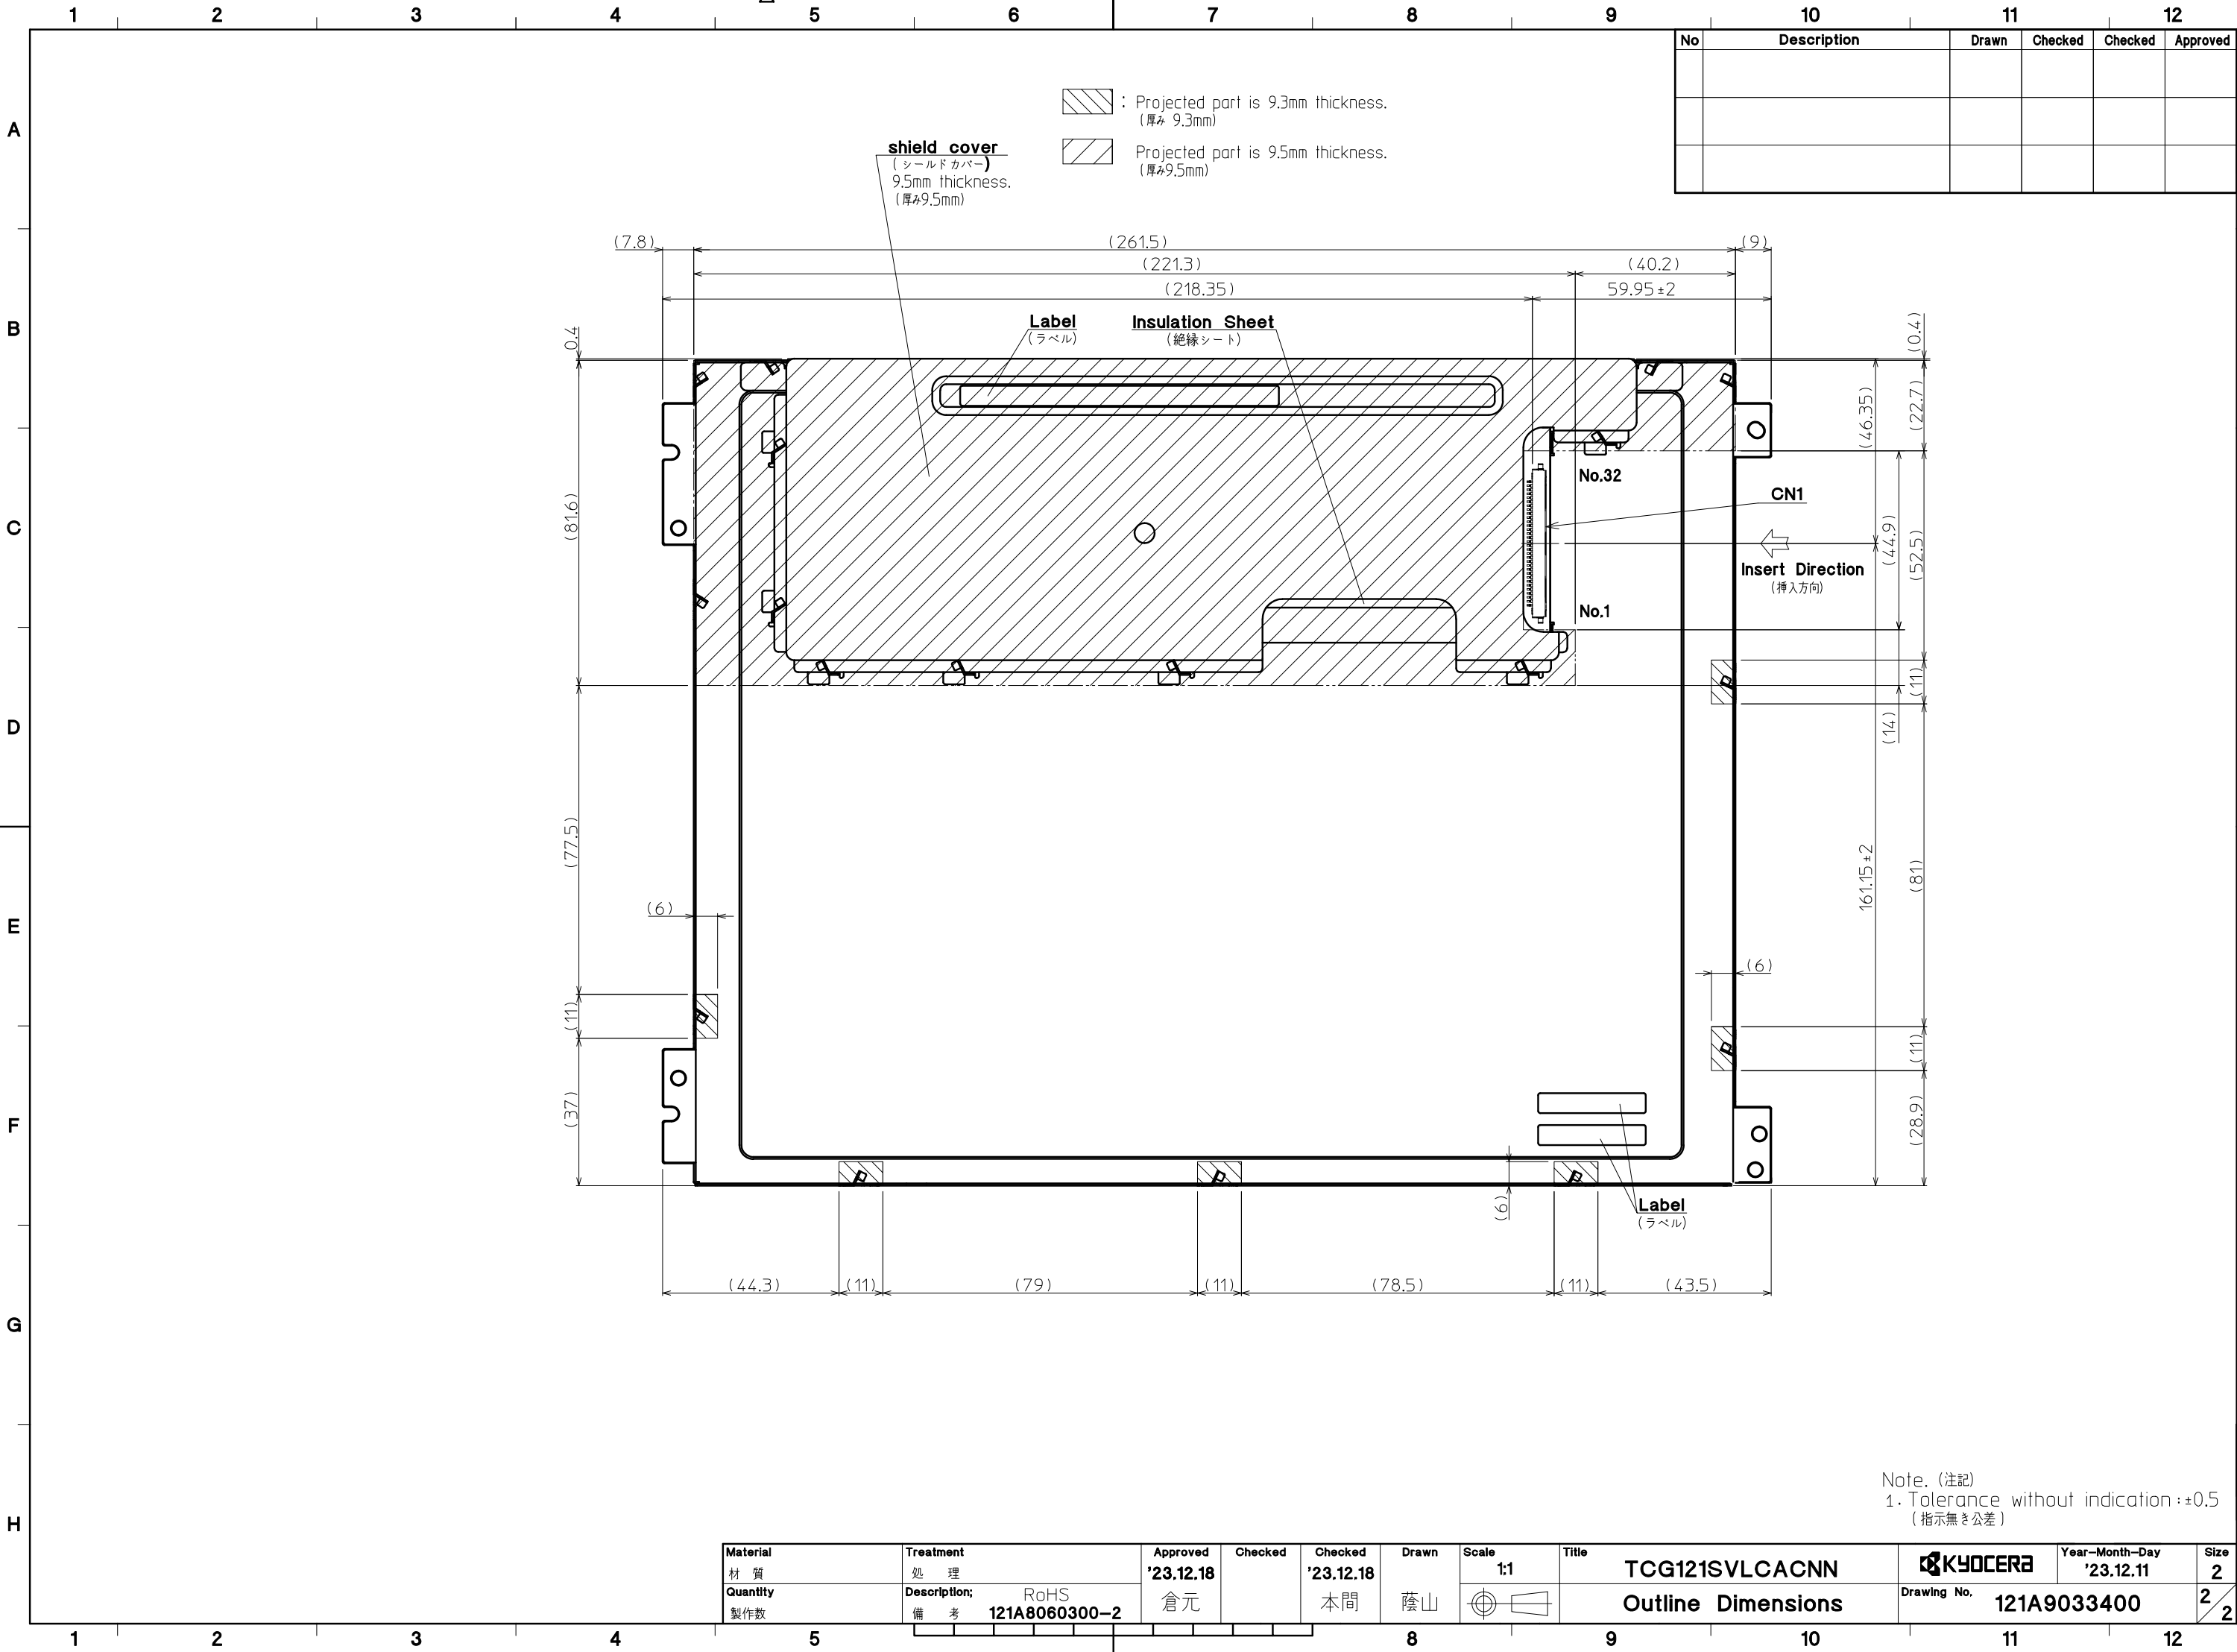 1 2 3 4 5 6 7 8 9 10 11 12
No Description Drawn Checked Checked Approved
A
B
C
D
E
F
G
H
: Projected part is 9.3mm thickness.
(厚み 9.3mm)
Projected part is 9.5mm thickness.
(厚み9.5mm)
shield cover
(シールドカバー)
9.5mm thickness.
(厚み9.5mm)
(7.8) (261.5) (9)
(221.3) (40.2)
(218.35) 59.95±2
Label
(ラベル)
Insulation Sheet
(絶縁シート)
0.4
(81.6)
(77.5)
(11)
(37)
(6)
(0.4)
(22.7)
(46.35)
(44.9)
(52.5)
(11)
(14)
161.15±2
(81)
(6)
(11)
(28.9)
No.32
CN1
Insert Direction
(挿入方向)
No.1
(6)
Label
(ラベル)
(44.3) (11) (79) (11) (78.5) (11) (43.5)
Note. (注記)
1. Tolerance without indication : ±0.5
(指示無き公差)
Material
材 質
Treatment
処 理
Quantity
製作数
Description;
備 考
RoHS
121A8060300-2
Approved
'23.12.18
倉元
Checked
Checked
'23.12.18
本間
Drawn
蔭山
Scale
1:1
Title
TCG121SVLCACNN
Outline Dimensions
KYOCERA
Year-Month-Day
'23.12.11
Size
2
Drawing No.
121A9033400
2/2
1 2 3 4 5 8 9 10 11 12